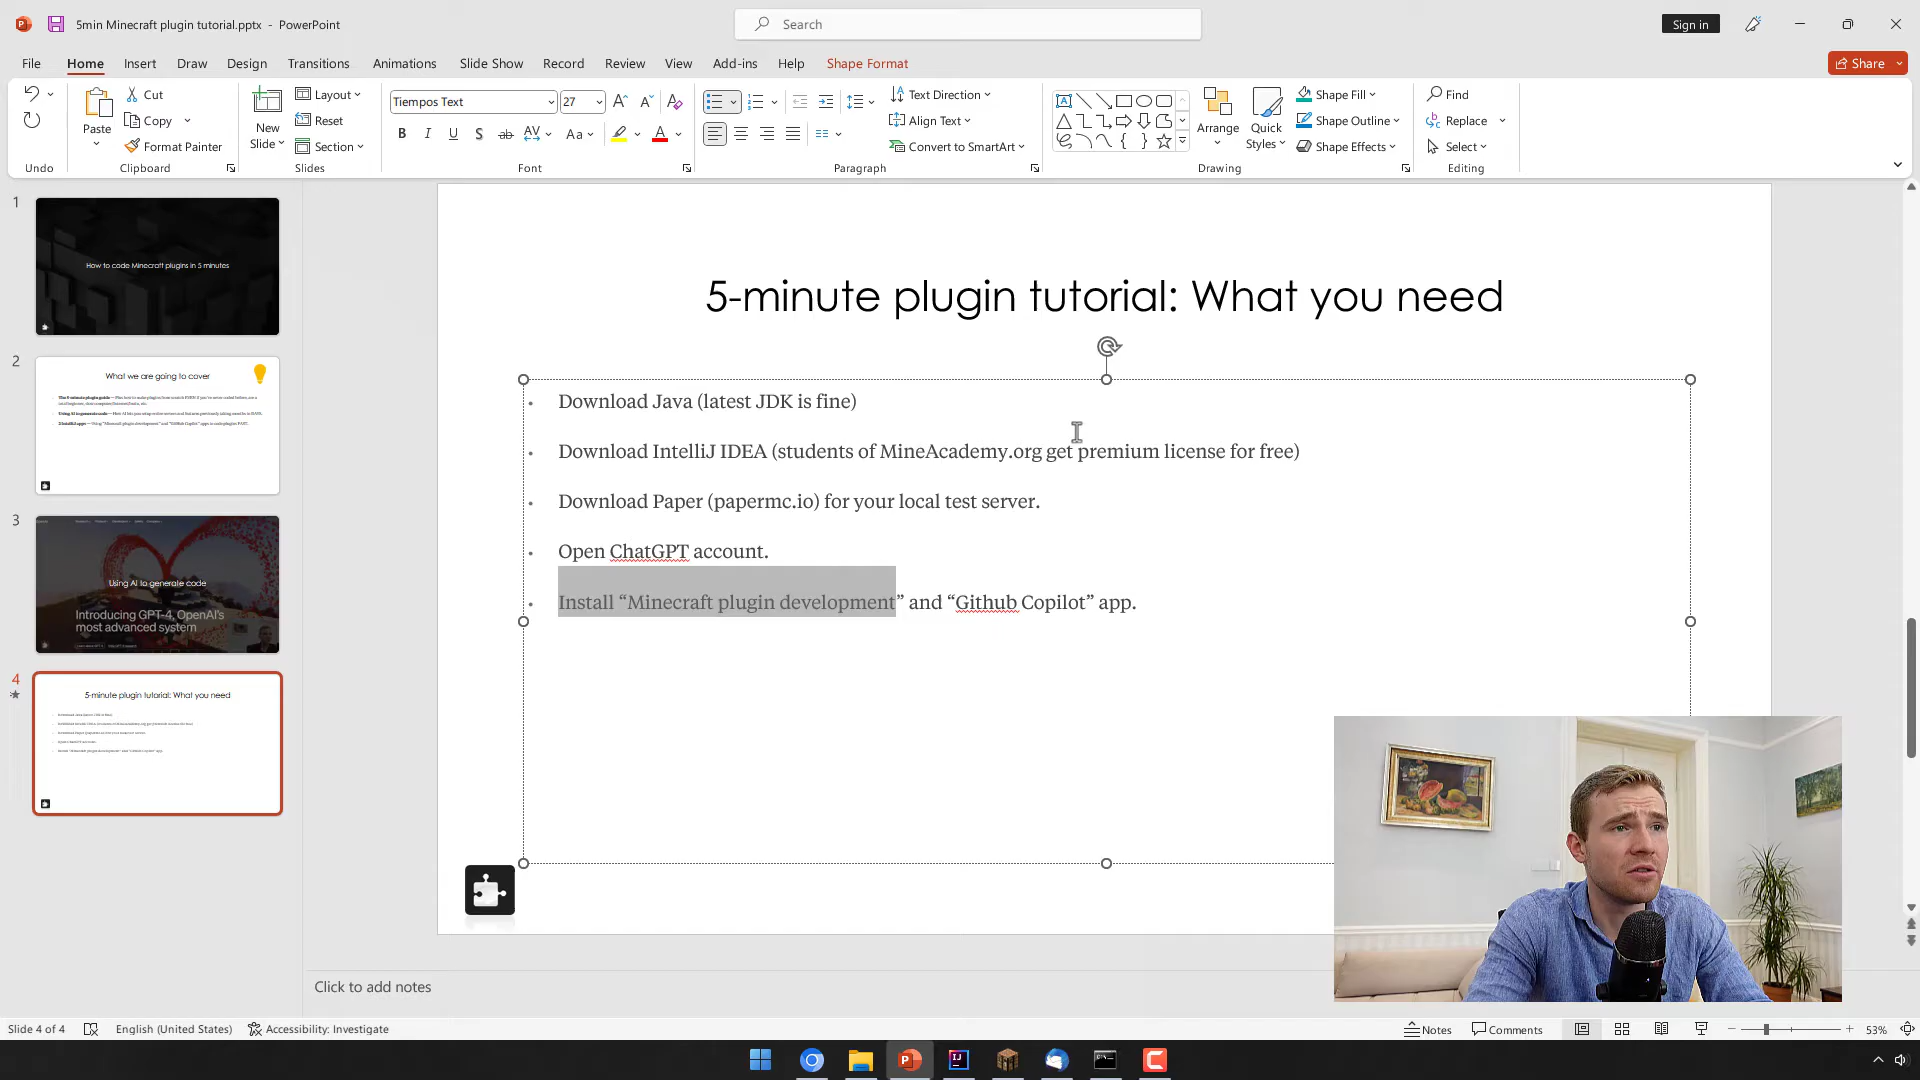 5min Minecraft plugin tutorial.pptx - PowerPoint
Search
Sign in
File Home Insert Draw Design Transitions Animations Slide Show Record Review View Add-ins Help Shape Format
Share
Undo
Paste
Cut
Copy
Format Painter
Clipboard
New
Slide
Layout
Reset
Section
Slides
Tiempos Text
27
Font
Text Direction
Align Text
Convert to SmartArt
Paragraph
Arrange
Quick
Styles
Shape Fill
Shape Outline
Shape Effects
Drawing
Find
Replace
Select
Editing
1
How to code Minecraft plugins in 5 minutes
2
What we are going to cover
3
Using AI to generate code
Introducing GPT-4, OpenAI's
most advanced system
4
5-minute plugin tutorial: What you need
5-minute plugin tutorial: What you need
• Download Java (latest JDK is fine)
• Download IntelliJ IDEA (students of MineAcademy.org get premium license for free)
• Download Paper (papermc.io) for your local test server.
• Open ChatGPT account.
• Install “Minecraft plugin development” and “Github Copilot” app.
Click to add notes
Slide 4 of 4
English (United States)
Accessibility: Investigate
Notes
Comments
53%